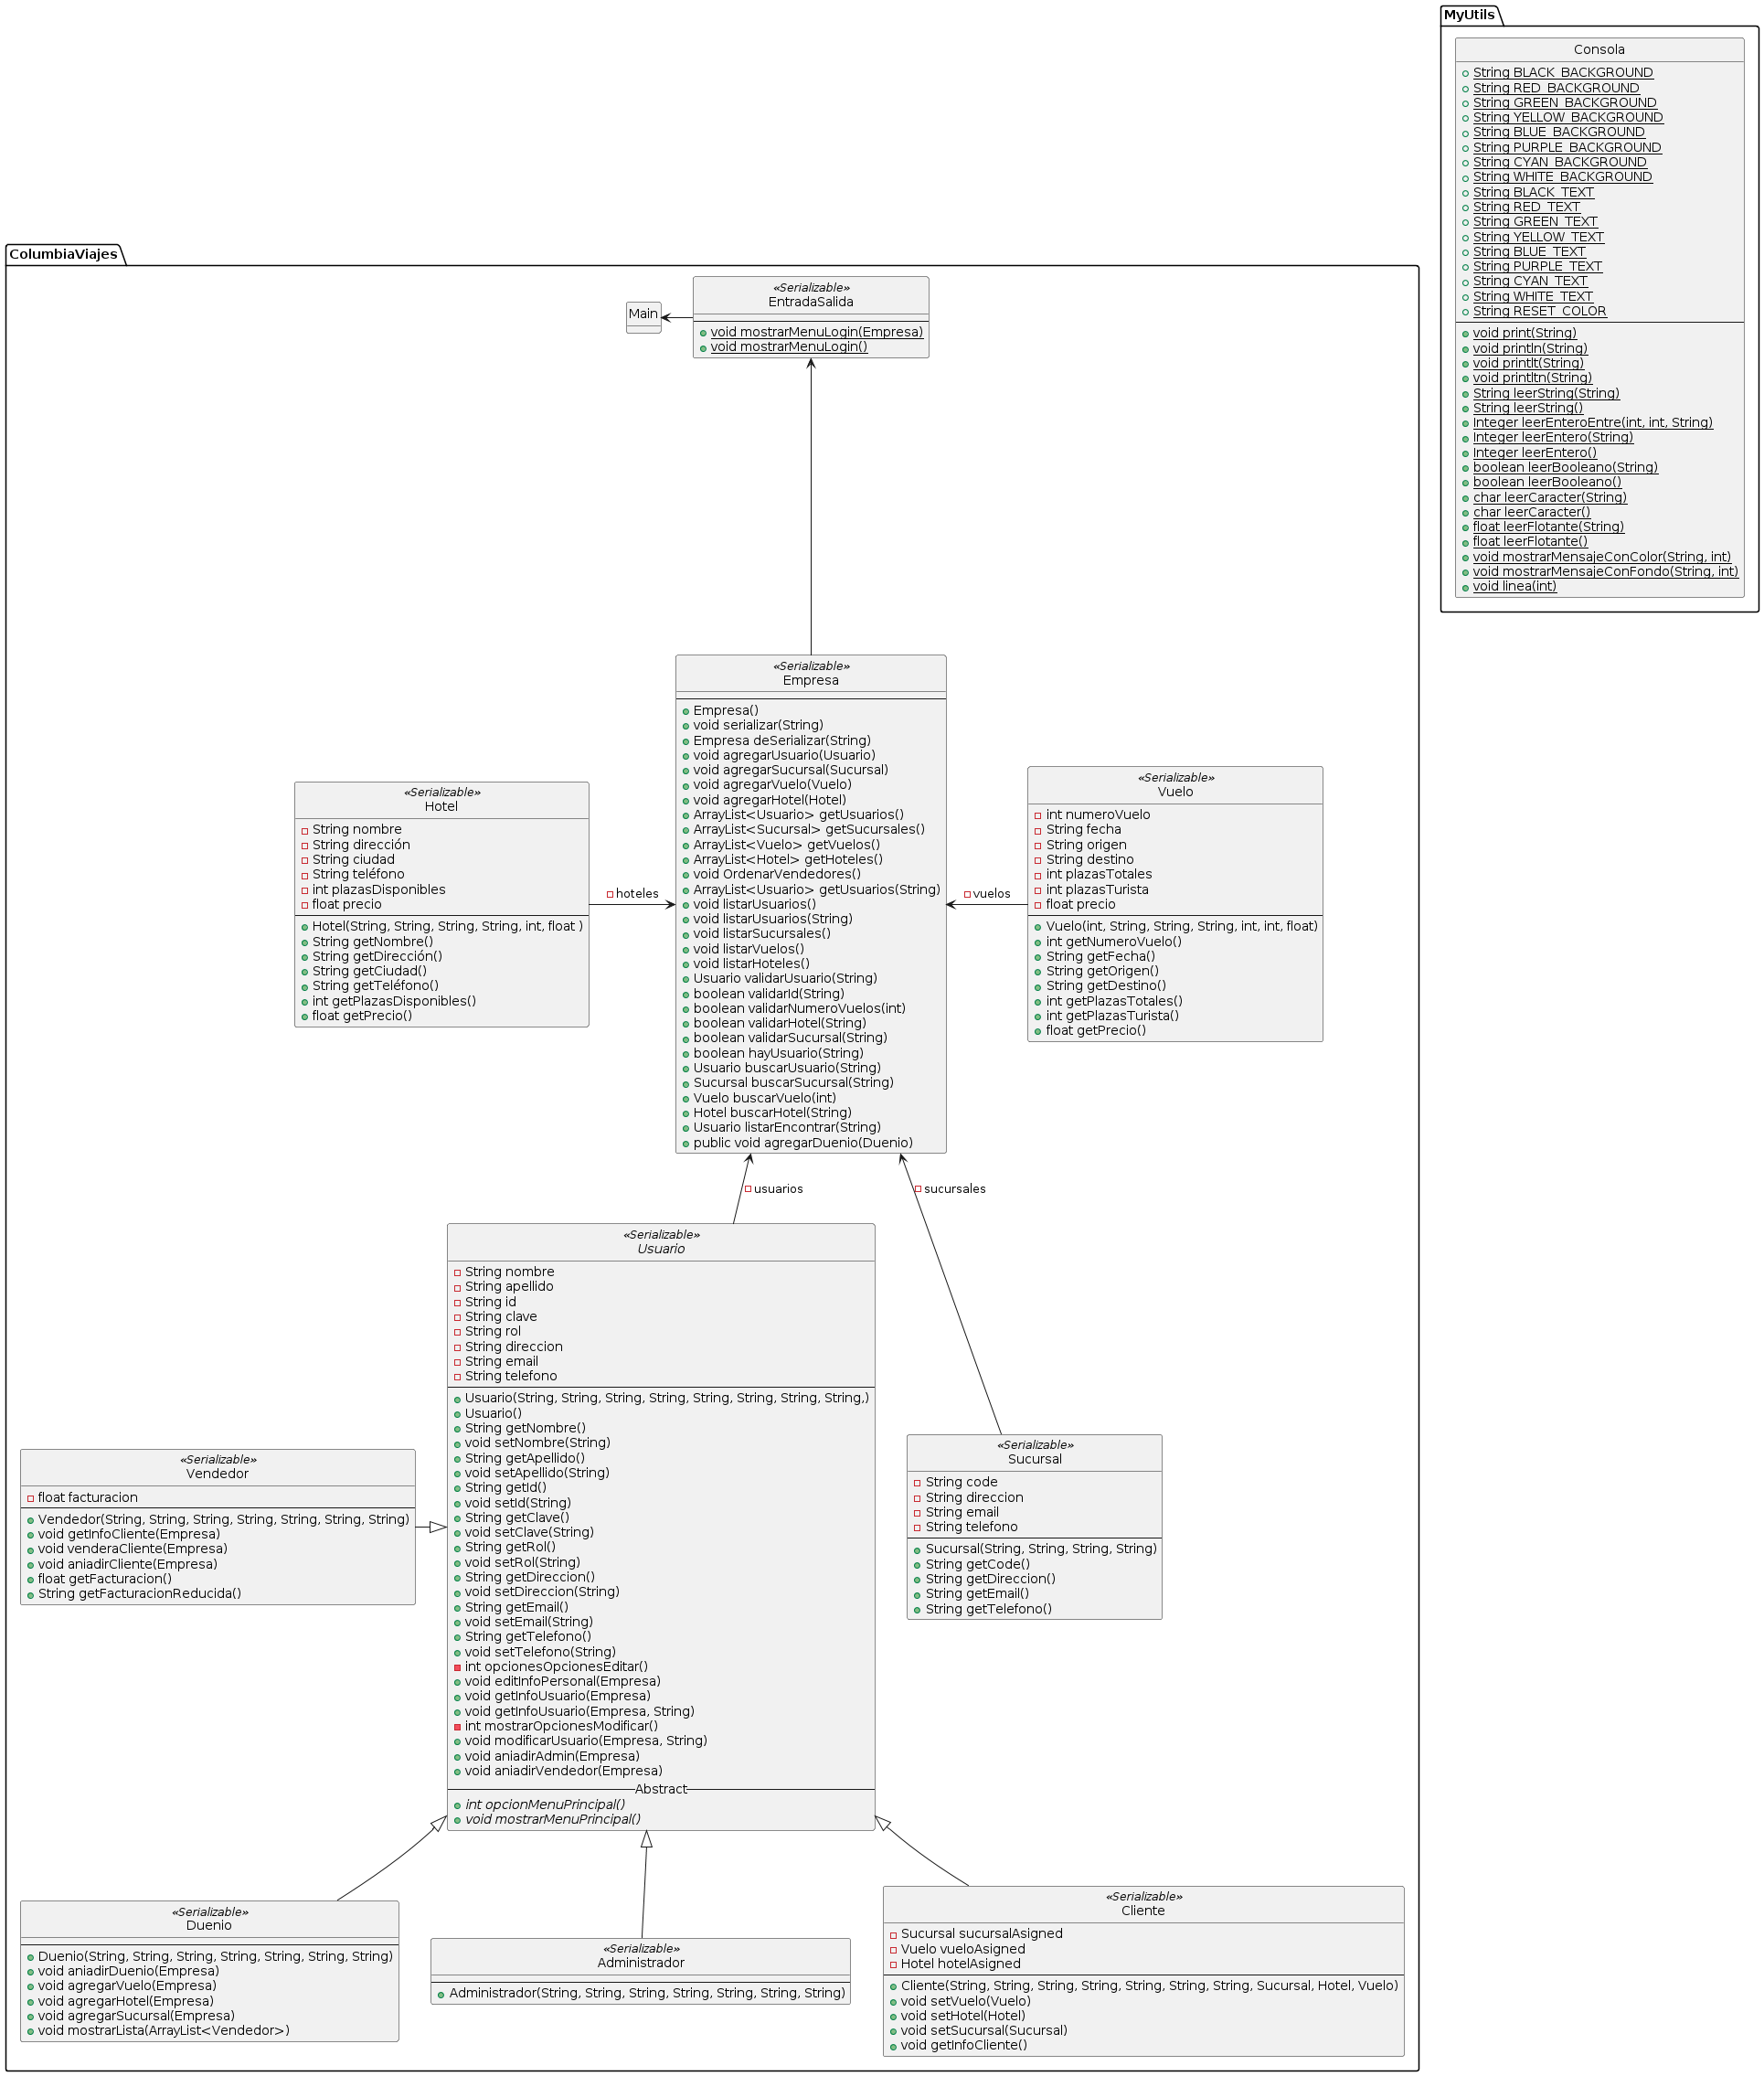 MyUtils
Consola
String BLACK_BACKGROUND
String RED_BACKGROUND
String GREEN_BACKGROUND
String YELLOW_BACKGROUND
String BLUE_BACKGROUND
String PURPLE_BACKGROUND
String CYAN_BACKGROUND
String WHITE_BACKGROUND
String BLACK_TEXT
String RED_TEXT
String GREEN_TEXT
String YELLOW_TEXT
String BLUE_TEXT
String PURPLE_TEXT
String CYAN_TEXT
String WHITE_TEXT
String RESET_COLOR
void print(String)
void println(String)
void printlt(String)
void printltn(String)
String leerString(String)
String leerString()
Integer leerEnteroEntre(int, int, String)
Integer leerEntero(String)
Integer leerEntero()
boolean leerBooleano(String)
boolean leerBooleano()
char leerCaracter(String)
char leerCaracter()
float leerFlotante(String)
float leerFlotante()
void mostrarMensajeConColor(String, int)
void mostrarMensajeConFondo(String, int)
void linea(int)
ColumbiaViajes
Main
«Serializable»
EntradaSalida
void mostrarMenuLogin(Empresa)
void mostrarMenuLogin()
«Serializable»
Empresa
Empresa()
void serializar(String)
Empresa deSerializar(String)
void agregarUsuario(Usuario)
void agregarSucursal(Sucursal)
void agregarVuelo(Vuelo)
void agregarHotel(Hotel)
ArrayList<Usuario> getUsuarios()
ArrayList<Sucursal> getSucursales()
ArrayList<Vuelo> getVuelos()
ArrayList<Hotel> getHoteles()
void OrdenarVendedores()
ArrayList<Usuario> getUsuarios(String)
void listarUsuarios()
void listarUsuarios(String)
void listarSucursales()
void listarVuelos()
void listarHoteles()
Usuario validarUsuario(String)
boolean validarId(String)
boolean validarNumeroVuelos(int)
boolean validarHotel(String)
boolean validarSucursal(String)
boolean hayUsuario(String)
Usuario buscarUsuario(String)
Sucursal buscarSucursal(String)
Vuelo buscarVuelo(int)
Hotel buscarHotel(String)
Usuario listarEncontrar(String)
public void agregarDuenio(Duenio)
«Serializable»
Hotel
String nombre
String dirección
String ciudad
String teléfono
int plazasDisponibles
float precio
Hotel(String, String, String, String, int, float )
String getNombre()
String getDirección()
String getCiudad()
String getTeléfono()
int getPlazasDisponibles()
float getPrecio()
hoteles
vuelos
«Serializable»
Vuelo
int numeroVuelo
String fecha
String origen
String destino
int plazasTotales
int plazasTurista
float precio
Vuelo(int, String, String, String, int, int, float)
int getNumeroVuelo()
String getFecha()
String getOrigen()
String getDestino()
int getPlazasTotales()
int getPlazasTurista()
float getPrecio()
usuarios
sucursales
«Serializable»
Usuario
String nombre
String apellido
String id
String clave
String rol
String direccion
String email
String telefono
Usuario(String, String, String, String, String, String, String, String,)
Usuario()
String getNombre()
void setNombre(String)
String getApellido()
void setApellido(String)
String getId()
void setId(String)
String getClave()
void setClave(String)
String getRol()
void setRol(String)
String getDireccion()
void setDireccion(String)
String getEmail()
void setEmail(String)
String getTelefono()
void setTelefono(String)
int opcionesOpcionesEditar()
void editInfoPersonal(Empresa)
void getInfoUsuario(Empresa)
void getInfoUsuario(Empresa, String)
int mostrarOpcionesModificar()
void modificarUsuario(Empresa, String)
void aniadirAdmin(Empresa)
void aniadirVendedor(Empresa)
Abstract
int opcionMenuPrincipal()
void mostrarMenuPrincipal()
«Serializable»
Vendedor
float facturacion
Vendedor(String, String, String, String, String, String, String)
void getInfoCliente(Empresa)
void venderaCliente(Empresa)
void aniadirCliente(Empresa)
float getFacturacion()
String getFacturacionReducida()
«Serializable»
Sucursal
String code
String direccion
String email
String telefono
Sucursal(String, String, String, String)
String getCode()
String getDireccion()
String getEmail()
String getTelefono()
«Serializable»
Duenio
Duenio(String, String, String, String, String, String, String)
void aniadirDuenio(Empresa)
void agregarVuelo(Empresa)
void agregarHotel(Empresa)
void agregarSucursal(Empresa)
void mostrarLista(ArrayList<Vendedor>)
«Serializable»
Administrador
Administrador(String, String, String, String, String, String, String)
«Serializable»
Cliente
Sucursal sucursalAsigned
Vuelo vueloAsigned
Hotel hotelAsigned
Cliente(String, String, String, String, String, String, String, Sucursal, Hotel, Vuelo)
void setVuelo(Vuelo)
void setHotel(Hotel)
void setSucursal(Sucursal)
void getInfoCliente()